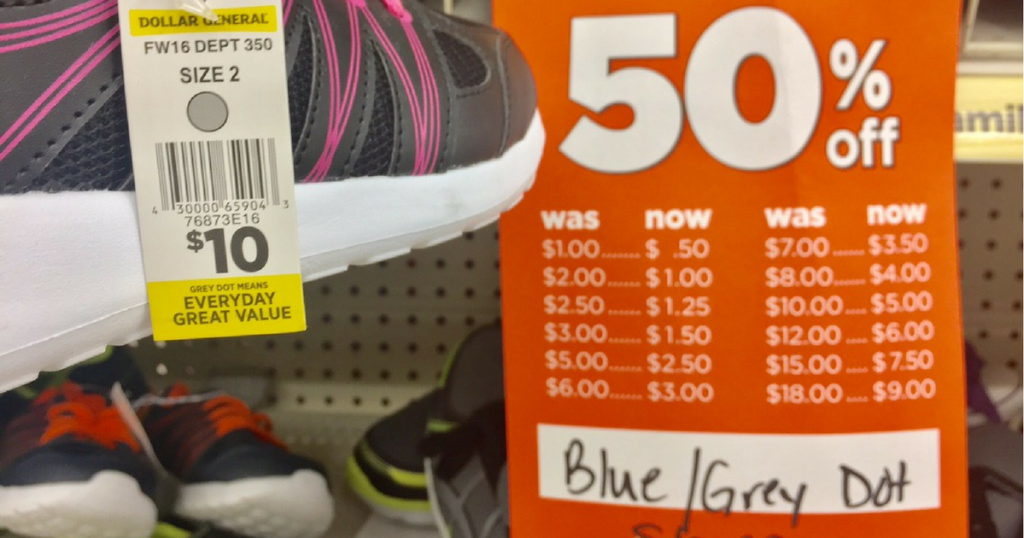 DOLLAR GENERAL
FW16 DEPT 350
SIZE 2
4 30000 65904 3
76873E16
$10
GREY DOT MEANS
EVERYDAY
GREAT VALUE
50% off
was now
$1.00....... $ .50
$2.00....... $1.00
$2.50....... $1.25
$3.00....... $1.50
$5.00....... $2.50
$6.00....... $3.00
was now
$7.00...... $3.50
$8.00...... $4.00
$10.00..... $5.00
$12.00.... $6.00
$15.00.... $7.50
$18.00.... $9.00
Blue/Grey Dot